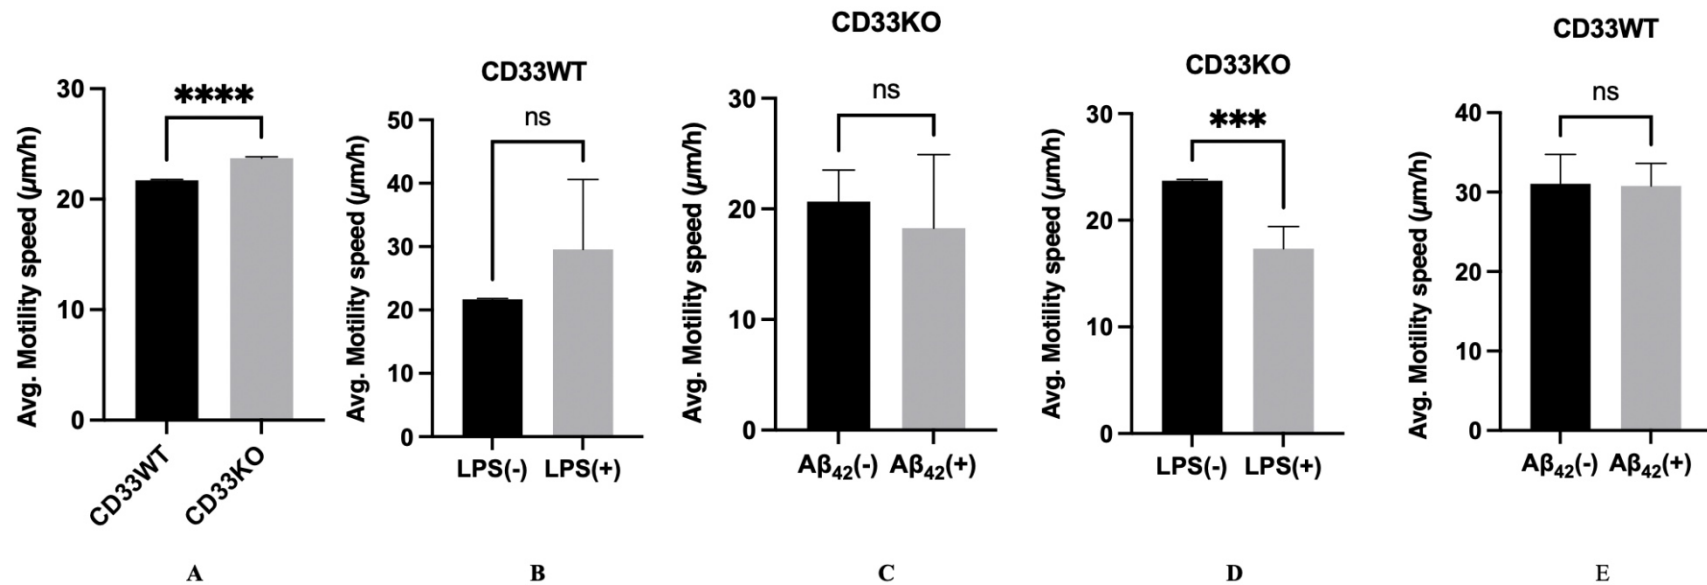 Avg. Motility speed (µm/h)
30
20
10
0
****
CD33WT
CD33KO
A
CD33WT
Avg. Motility speed (µm/h)
50
40
30
20
10
0
ns
LPS(-) LPS(+)
B
CD33KO
Avg. Motility speed (µm/h)
30
20
10
0
ns
Aβ₄₂(-) Aβ₄₂(+)
C
CD33KO
Avg. Motility speed (µm/h)
30
20
10
0
***
LPS(-) LPS(+)
D
CD33WT
Avg. Motility speed (µm/h)
40
30
20
10
0
ns
Aβ₄₂(-) Aβ₄₂(+)
E